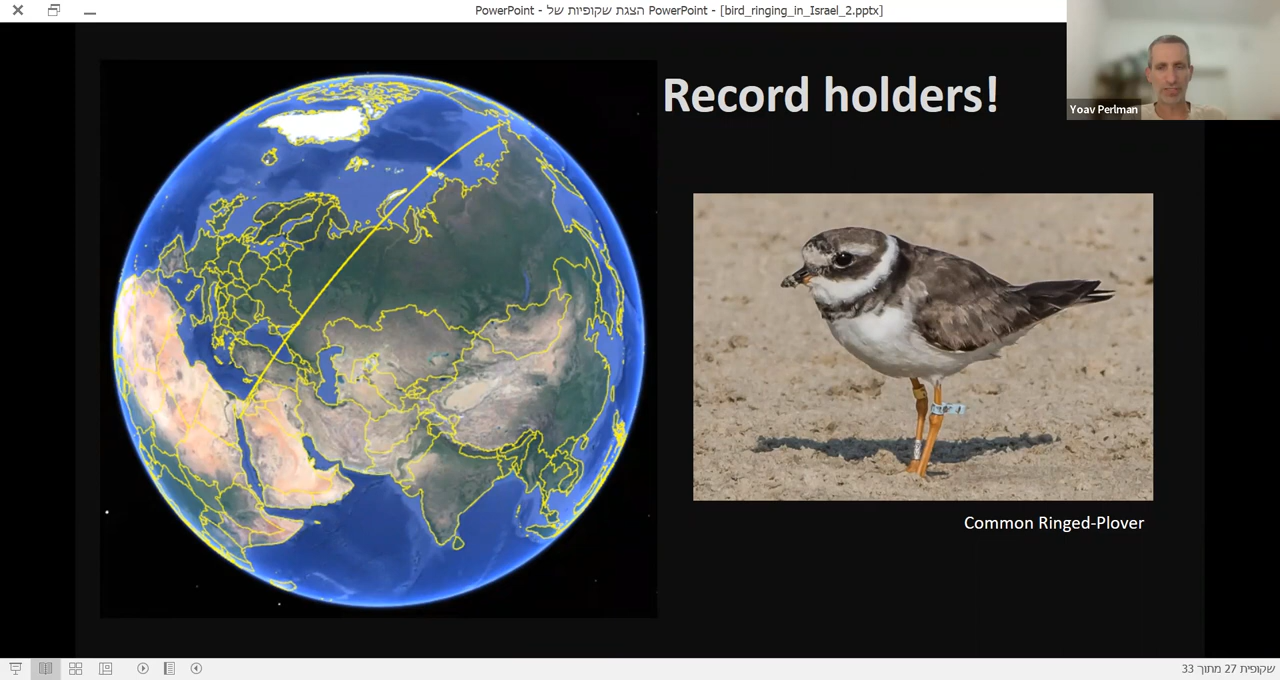 PowerPoint - הצגת שקופיות של PowerPoint - [bird_ringing_in_Israel_2.pptx]
Record holders!
Yoav Perlman
Common Ringed-Plover
שקופית 27 מתוך 33